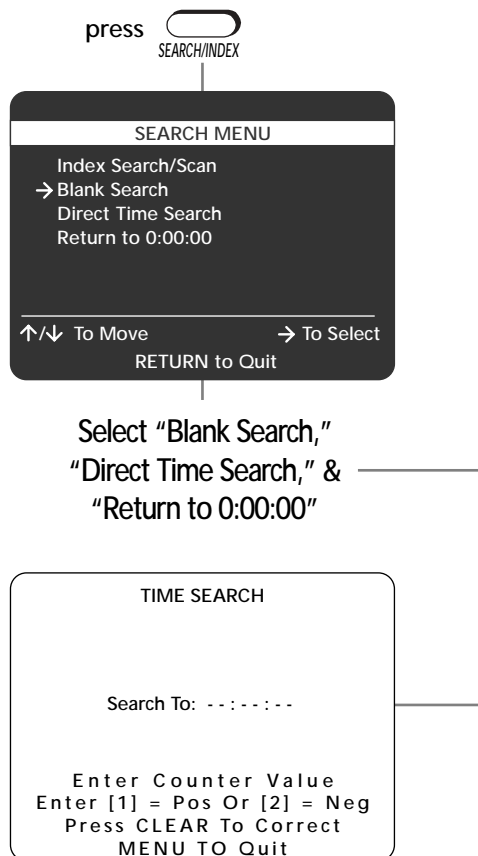 press
SEARCH/INDEX
SEARCH MENU
Index Search/Scan
→ Blank Search
Direct Time Search
Return to 0:00:00
↑/↓ To Move → To Select
RETURN to Quit
Select “Blank Search,”
“Direct Time Search,” &
“Return to 0:00:00”
TIME SEARCH
Search To: - - : - - : - -
Enter Counter Value
Enter [1] = Pos Or [2] = Neg
Press CLEAR To Correct
MENU TO Quit